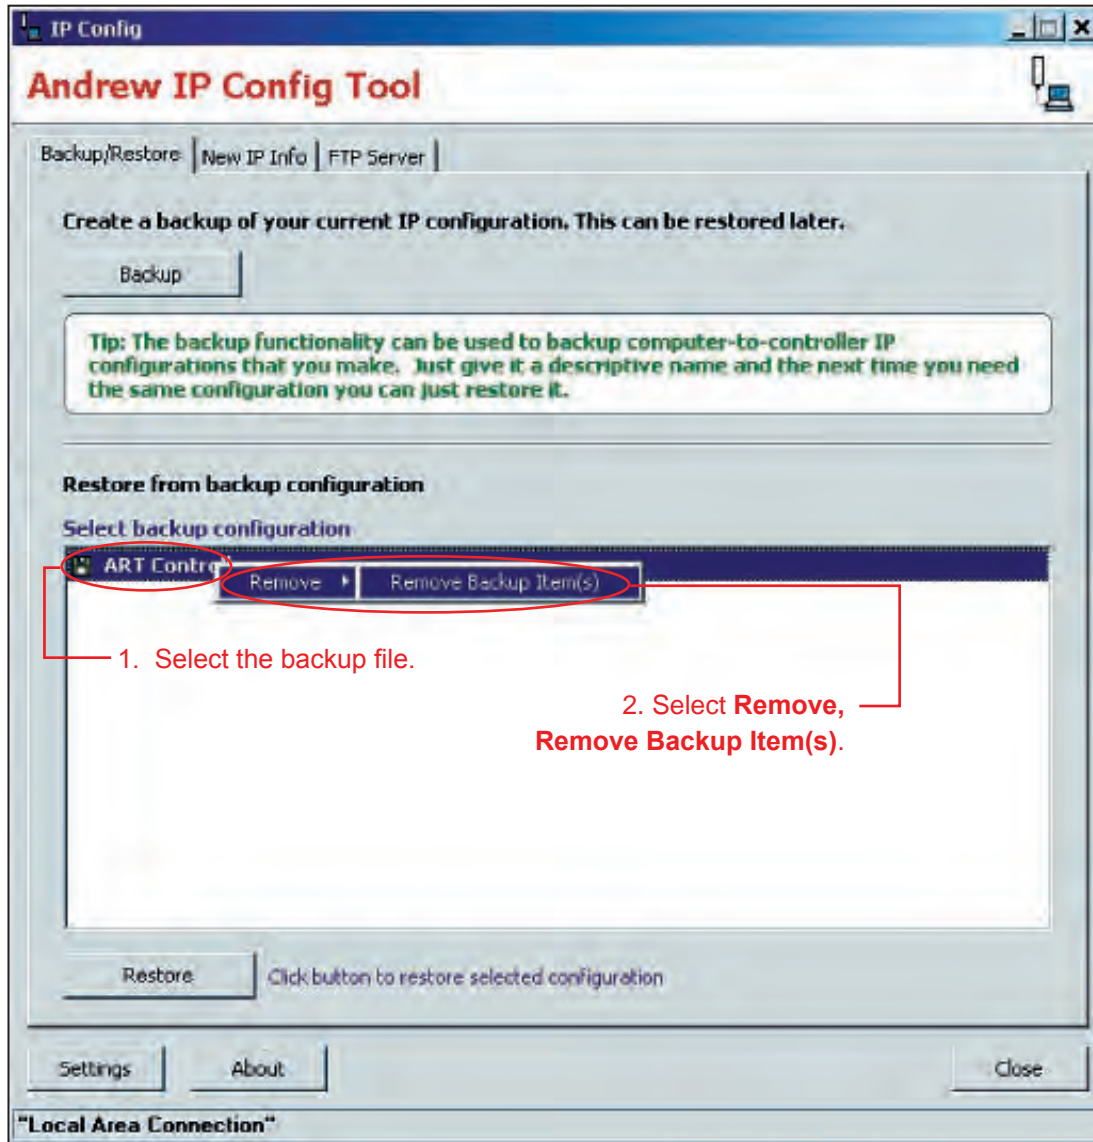 IP Config
Andrew IP Config Tool
Backup/Restore New IP Info FTP Server
Create a backup of your current IP configuration. This can be restored later.
Backup
Tip: The backup functionality can be used to backup computer-to-controller IP
configurations that you make. Just give it a descriptive name and the next time you need
the same configuration you can just restore it.
Restore from backup configuration
Select backup configuration
ART Contro
Remove Remove Backup Item(s)
1. Select the backup file.
2. Select Remove,
Remove Backup Item(s).
Restore Click button to restore selected configuration
Settings About Close
"Local Area Connection"